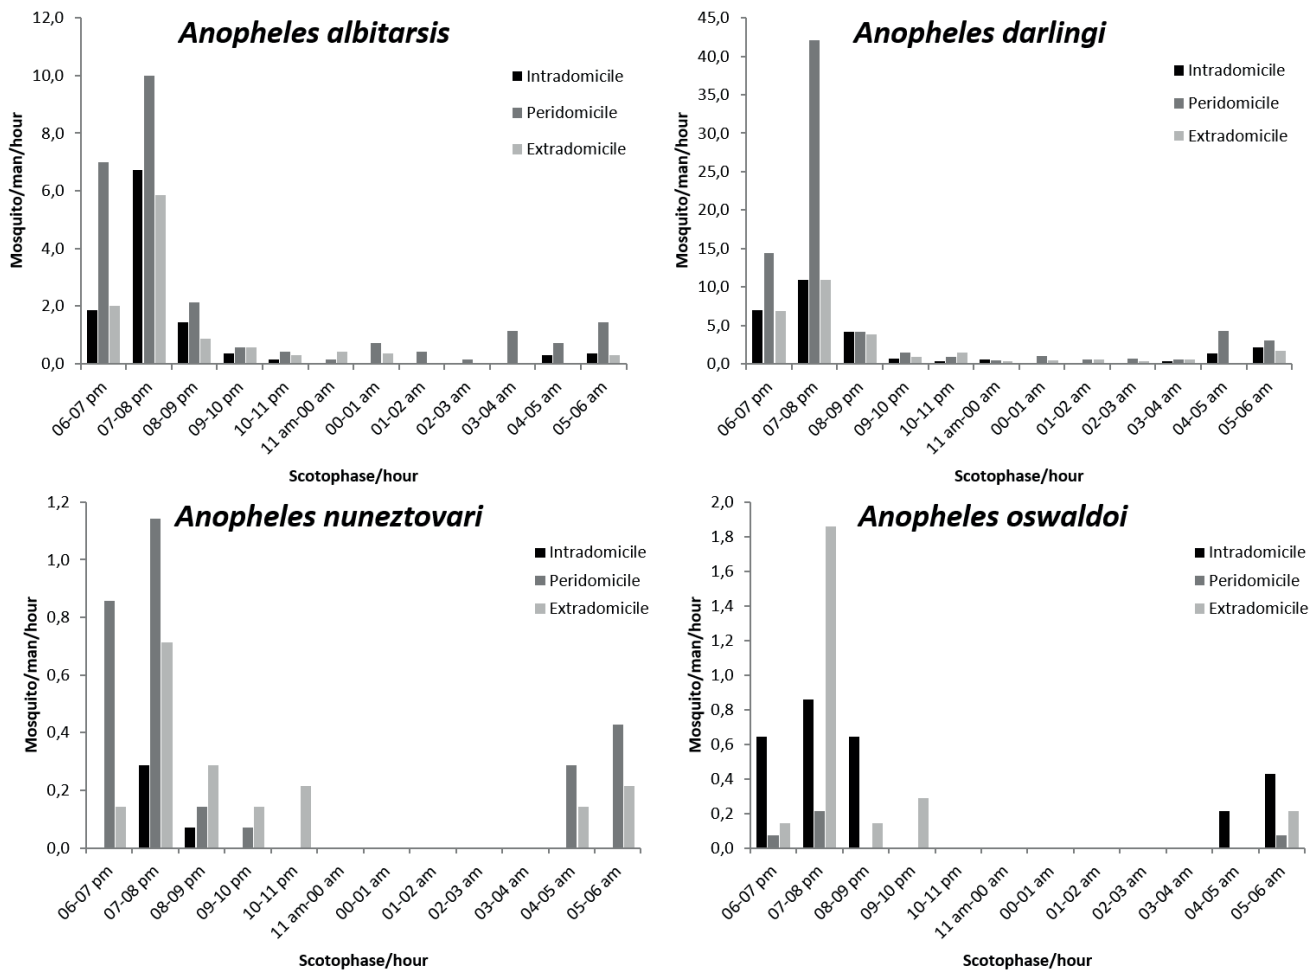 Anopheles albitarsis
12,0
10,0
8,0
6,0
4,0
2,0
0,0
Mosquito/man/hour
Intradomicile
Peridomicile
Extradomicile
06-07 pm
07-08 pm
08-09 pm
09-10 pm
10-11 pm
11 am-00 am
00-01 am
01-02 am
02-03 am
03-04 am
04-05 am
05-06 am
Scotophase/hour
Anopheles darlingi
45,0
40,0
35,0
30,0
25,0
20,0
15,0
10,0
5,0
0,0
Mosquito/man/hour
Intradomicile
Peridomicile
Extradomicile
06-07 pm
07-08 pm
08-09 pm
09-10 pm
10-11 pm
11 am-00 am
00-01 am
01-02 am
02-03 am
03-04 am
04-05 am
05-06 am
Scotophase/hour
Anopheles nuneztovari
1,2
1,0
0,8
0,6
0,4
0,2
0,0
Mosquito/man/hour
Intradomicile
Peridomicile
Extradomicile
06-07 pm
07-08 pm
08-09 pm
09-10 pm
10-11 pm
11 am-00 am
00-01 am
01-02 am
02-03 am
03-04 am
04-05 am
05-06 am
Scotophase/hour
Anopheles oswaldoi
2,0
1,8
1,6
1,4
1,2
1,0
0,8
0,6
0,4
0,2
0,0
Mosquito/man/hour
Intradomicile
Peridomicile
Extradomicile
06-07 pm
07-08 pm
08-09 pm
09-10 pm
10-11 pm
11 am-00 am
00-01 am
01-02 am
02-03 am
03-04 am
04-05 am
05-06 am
Scotophase/hour